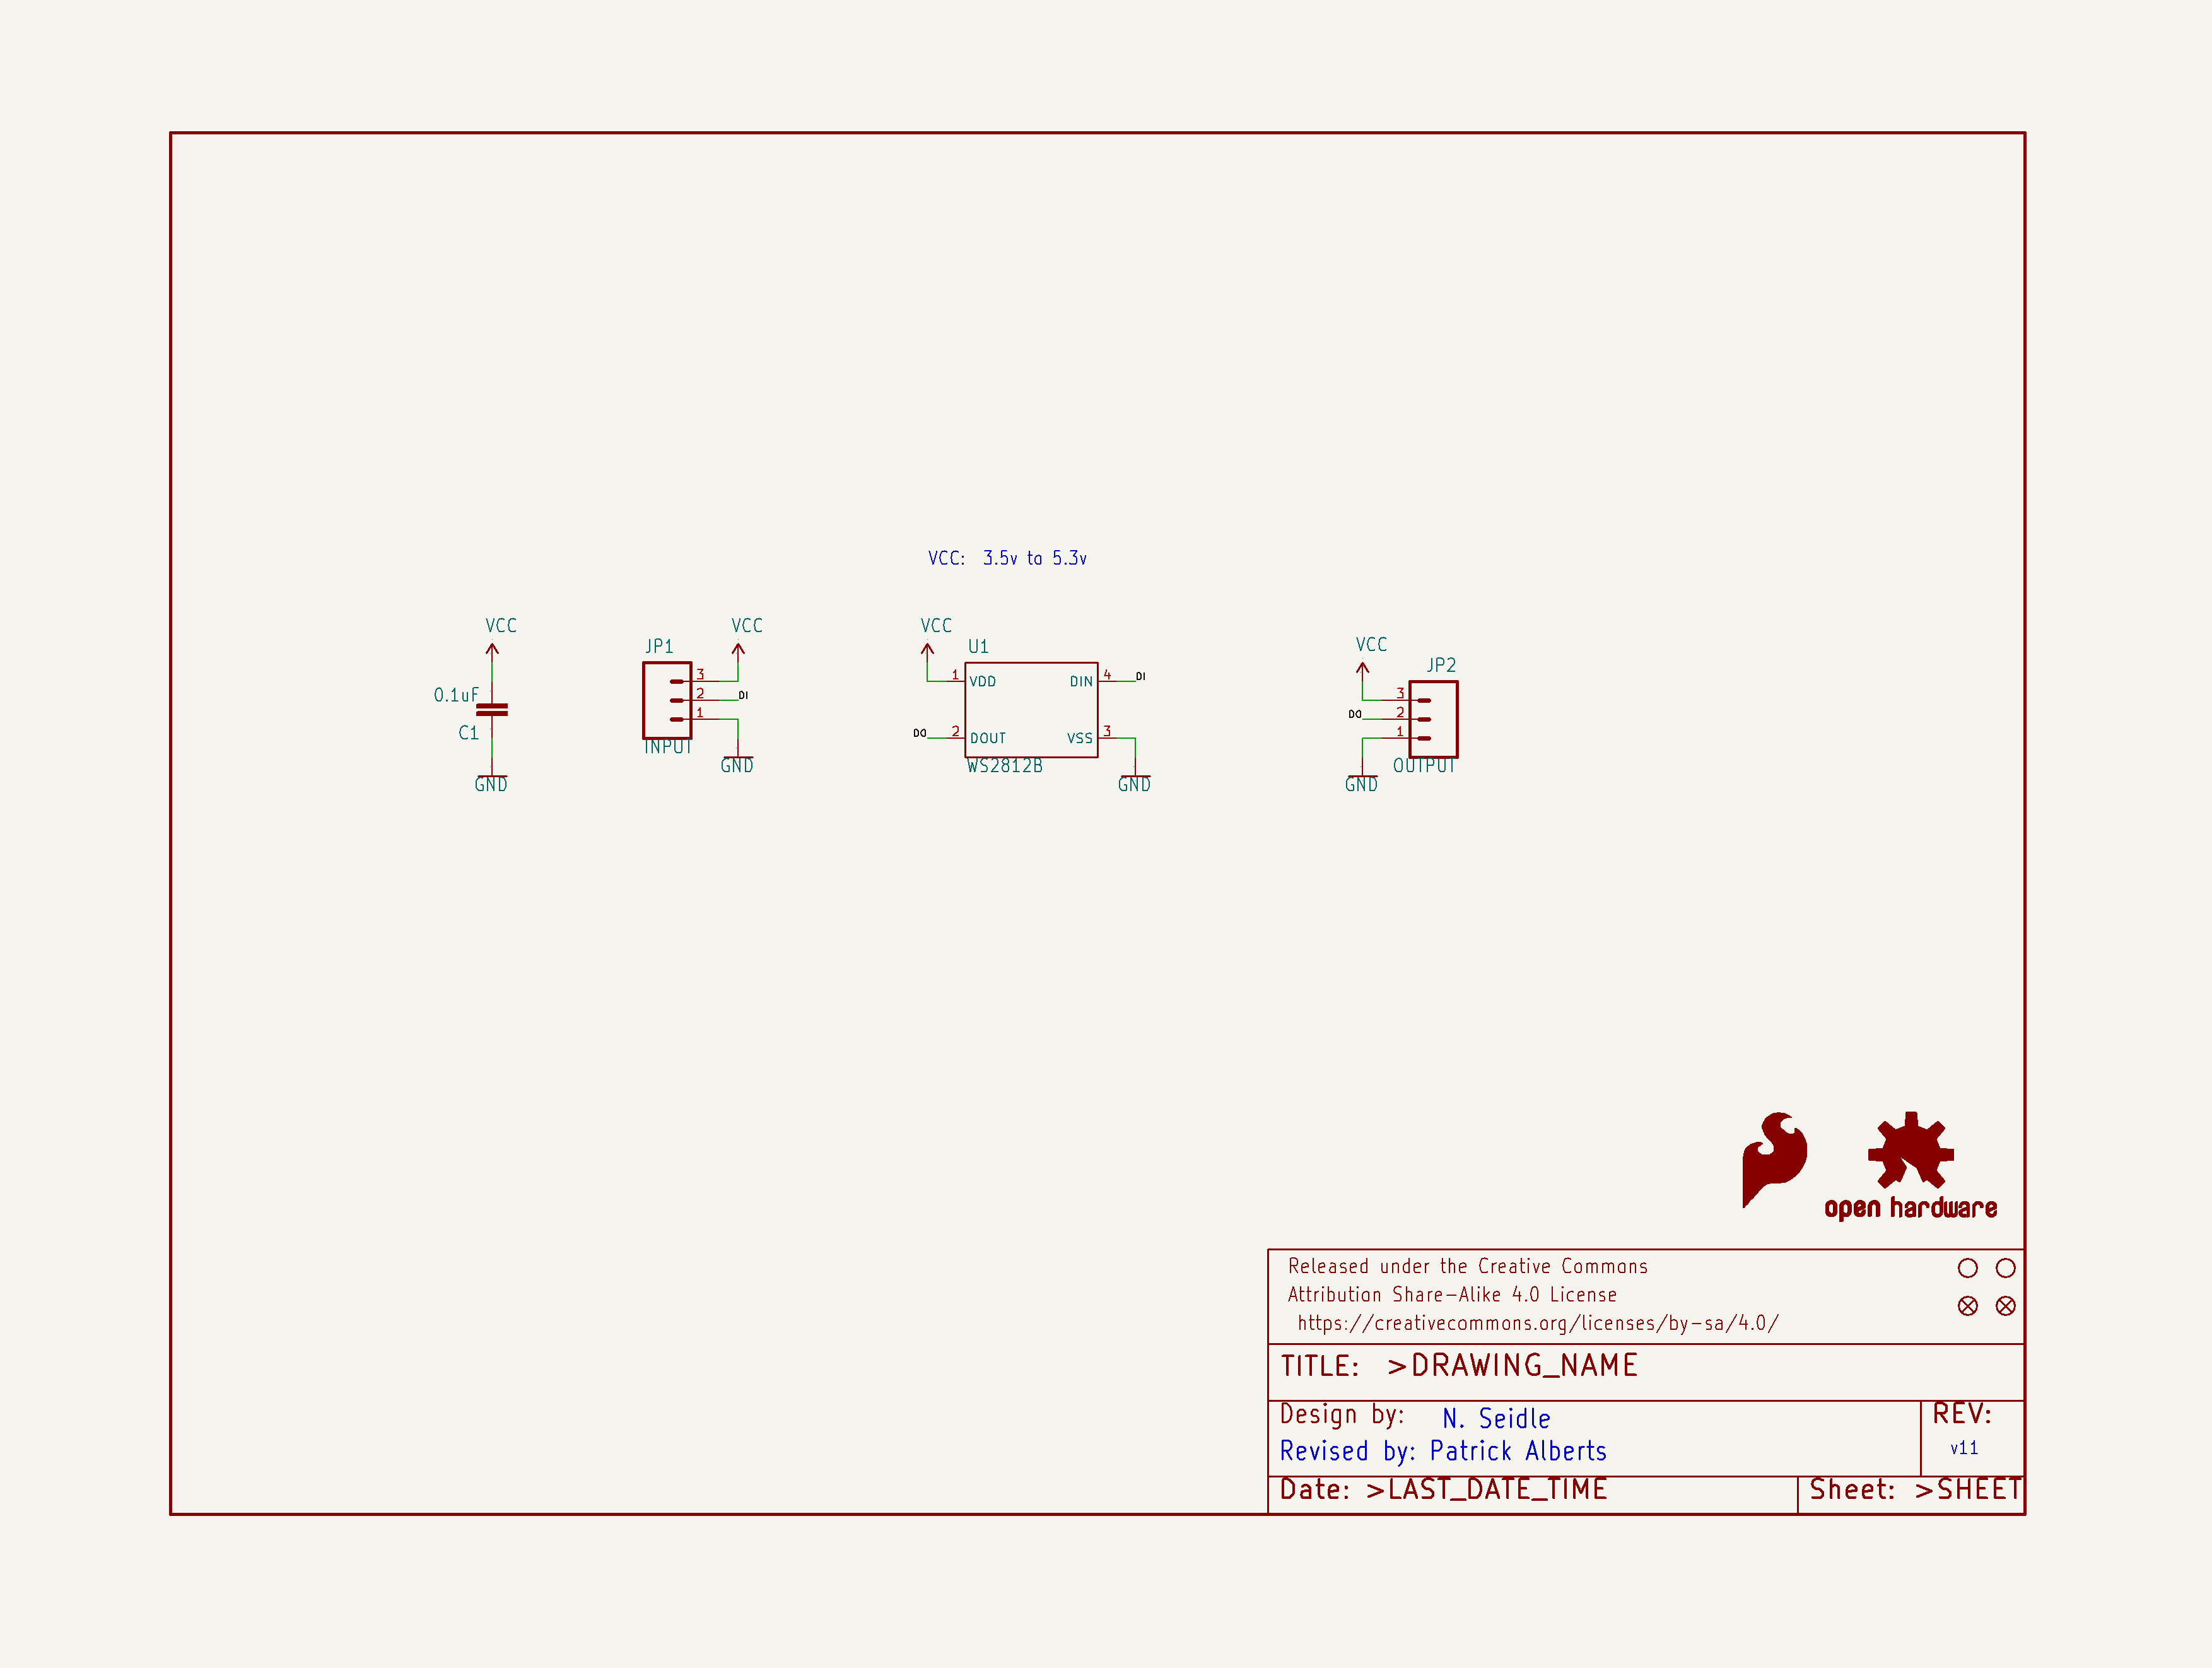 VCC: 3.5v to 5.3v
VCC
VCC
VCC
VCC
JP1
U1
JP2
0.1uF
C1
GND
3
2
1
DI
INPUT
GND
1
VDD
DIN
4
DI
DO
2
DOUT
VSS
3
WS2812B
GND
3
DO
2
1
OUTPUT
GND
open hardware
Released under the Creative Commons
Attribution Share-Alike 4.0 License
https://creativecommons.org/licenses/by-sa/4.0/
TITLE: >DRAWING_NAME
Design by: N. Seidle
REV:
Revised by: Patrick Alberts
v11
Date: >LAST_DATE_TIME
Sheet: >SHEET